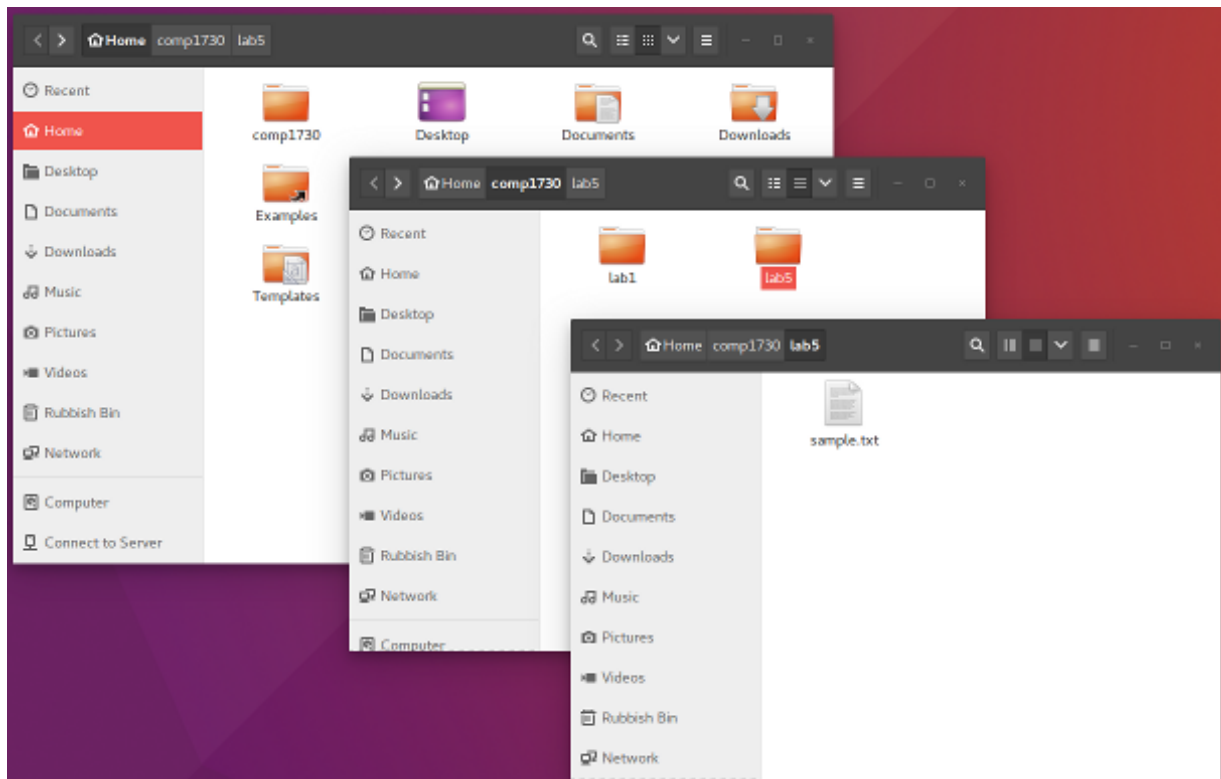 Home comp1730 lab5
Recent
Home
Desktop
Documents
Downloads
Music
Pictures
Videos
Rubbish Bin
Network
Computer
Connect to Server
comp1730 Desktop Documents Downloads
Examples
Templates
Home comp1730 lab5
Recent
Home
Desktop
Documents
Downloads
Music
Pictures
Videos
Rubbish Bin
Network
Computer
lab1 lab5
Home comp1730 lab5
Recent
Home
Desktop
Documents
Downloads
Music
Pictures
Videos
Rubbish Bin
Network
sample.txt